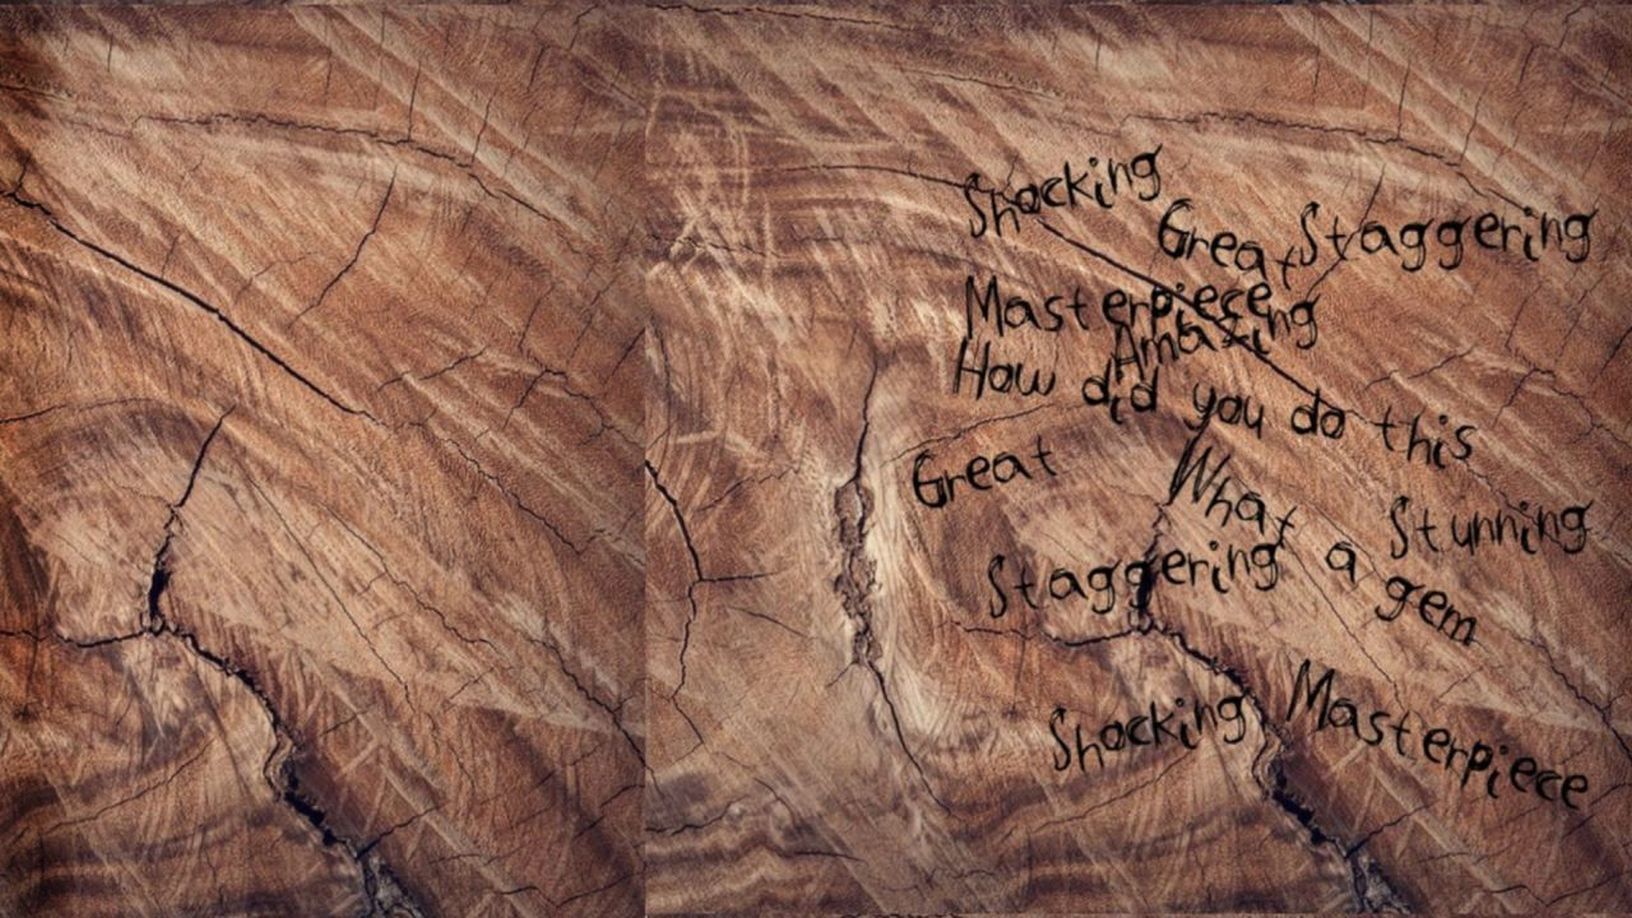 Shocking
Great
Staggering
Masterpiece
Amazing
How did you do this
Great
What a gem
Stunning
Staggering
Shocking
Masterpiece